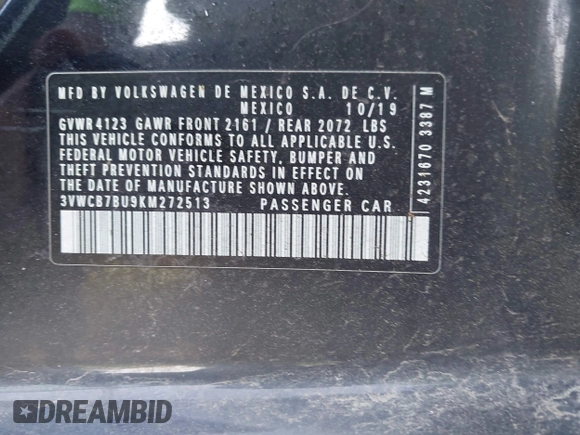 MFD BY VOLKSWAGEN DE MEXICO S.A. DE C.V.
MEXICO 10/19
GVWR 4123 GAWR FRONT 2161 / REAR 2072 LBS
THIS VEHICLE CONFORMS TO ALL APPLICABLE U.S.
FEDERAL MOTOR VEHICLE SAFETY, BUMPER AND
THEFT PREVENTION STANDARDS IN EFFECT ON
THE DATE OF MANUFACTURE SHOWN ABOVE.
3VWCB7BU9KM272513 PASSENGER CAR
4231670 3387 M
DREAMBID